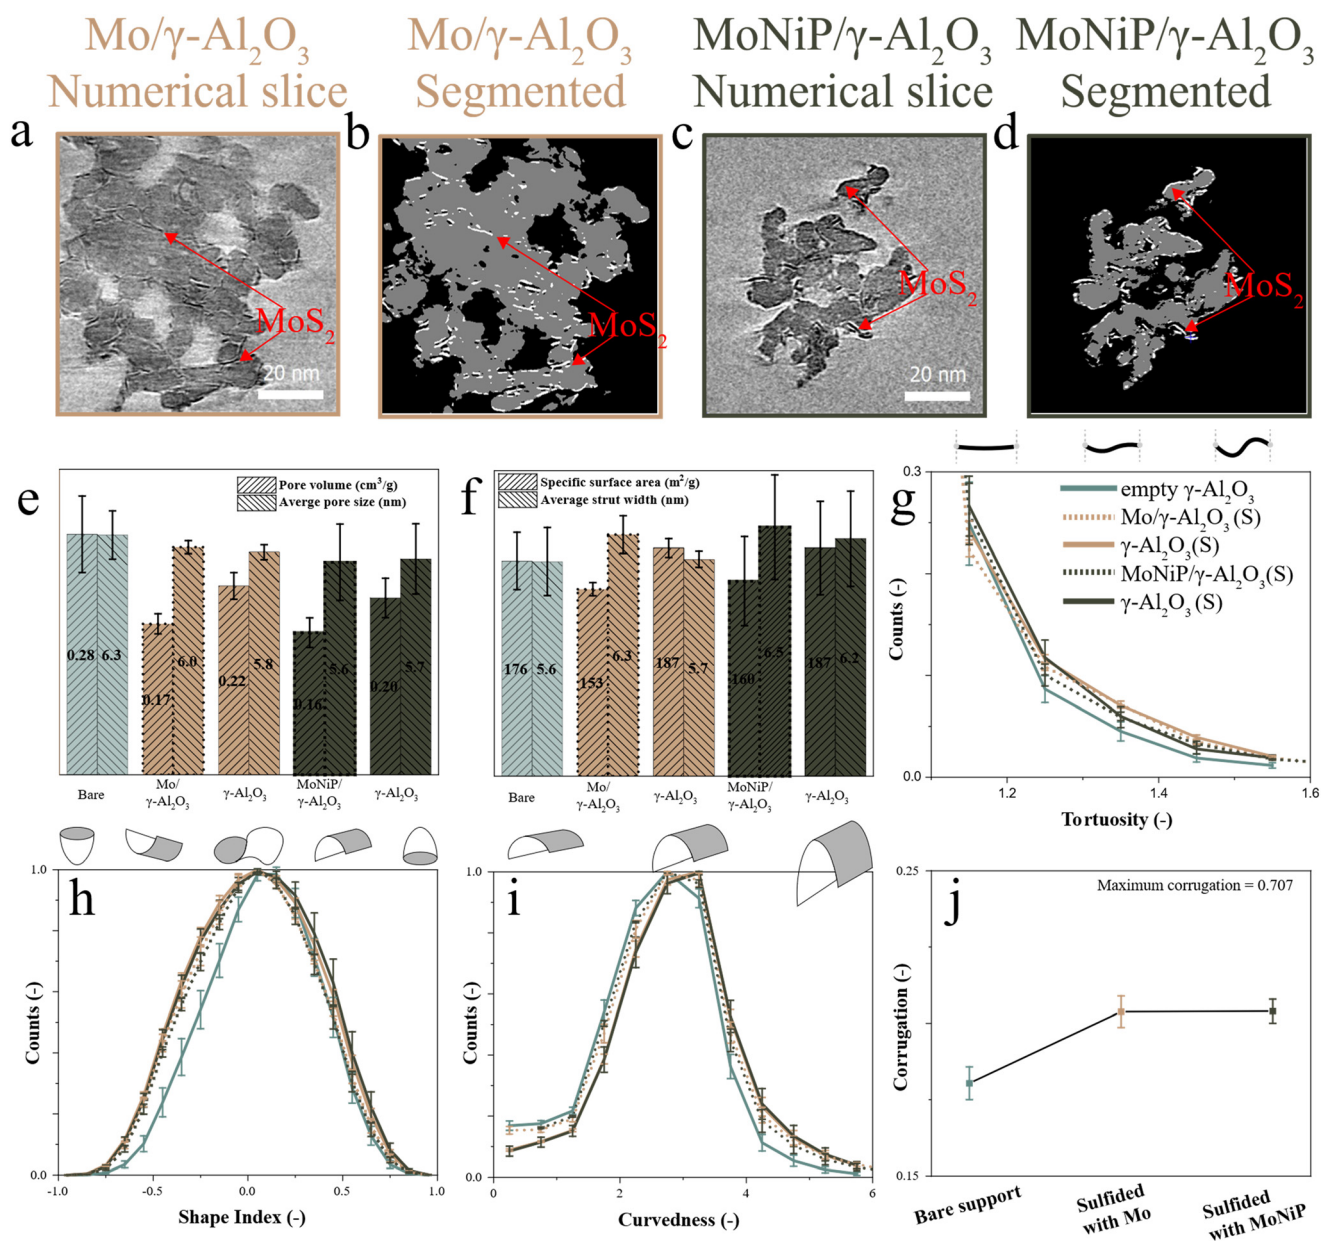 Mo/γ-Al₂O₃
Numerical slice
Mo/γ-Al₂O₃
Segmented
MoNiP/γ-Al₂O₃
Numerical slice
MoNiP/γ-Al₂O₃
Segmented
a
MoS₂
20 nm
b
MoS₂
c
MoS₂
20 nm
d
MoS₂
e
Pore volume (cm³/g)
Averge pore size (nm)
0.28
6.3
0.17
6.0
0.22
5.8
0.16
5.6
0.20
5.7
Bare
Mo/
γ-Al₂O₃
γ-Al₂O₃
MoNiP/
γ-Al₂O₃
γ-Al₂O₃
f
Specific surface area (m²/g)
Average strut width (nm)
176
5.6
153
6.3
187
5.7
160
6.5
187
6.2
Bare
Mo/
γ-Al₂O₃
γ-Al₂O₃
MoNiP/
γ-Al₂O₃
γ-Al₂O₃
g
empty γ-Al₂O₃
Mo/γ-Al₂O₃ (S)
γ-Al₂O₃(S)
MoNiP/γ-Al₂O₃(S)
γ-Al₂O₃ (S)
0.3
0.0
Counts (-)
1.2
1.4
1.6
Tortuosity (-)
h
1.0
0.0
Counts (-)
-1.0
-0.5
0.0
0.5
1.0
Shape Index (-)
i
1.0
0.0
Counts (-)
0
2
4
6
Curvedness (-)
j
Maximum corrugation = 0.707
0.25
0.15
Corrugation (-)
Bare support
Sulfided
with Mo
Sulfided
with MoNiP